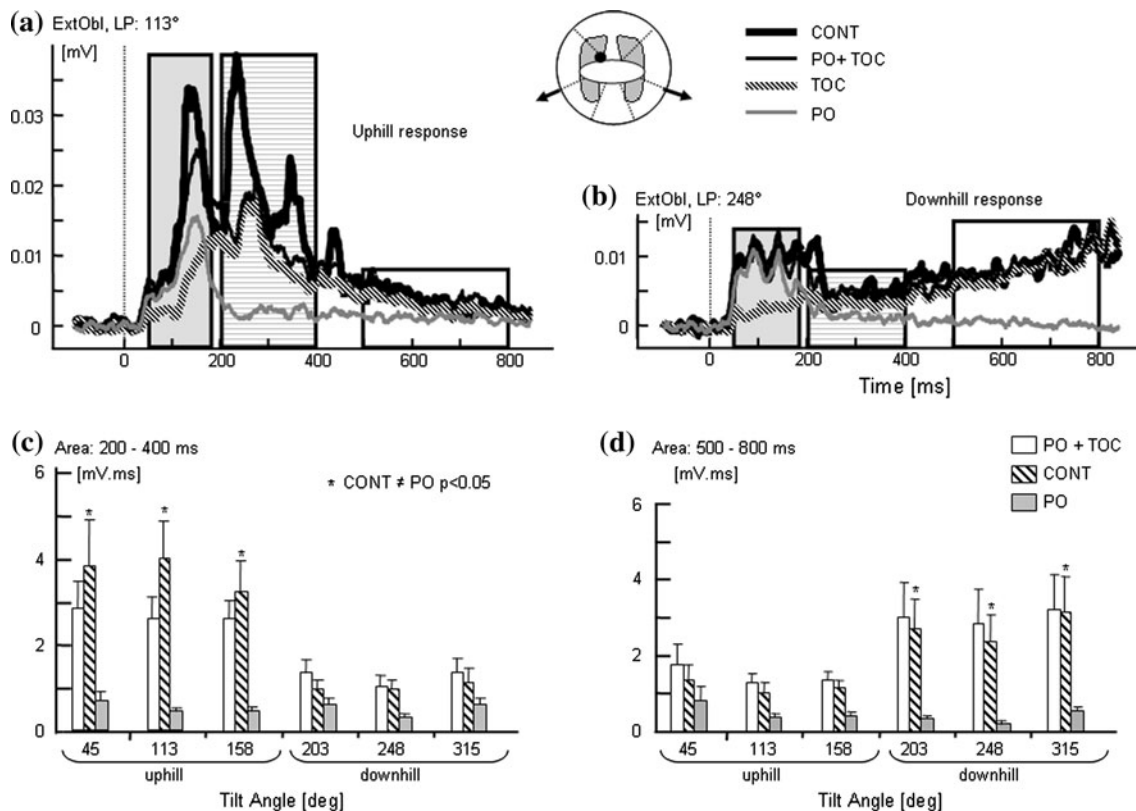 (a) ExtObl, LP: 113°
[mV]
0.03
0.02
0.01
0
0 200 400 600 800
Uphill response
CONT
PO+ TOC
TOC
PO
(b) ExtObl, LP: 248°
[mV]
Downhill response
0.01
0
0 200 400 600 800
Time [ms]
(c) Area: 200 - 400 ms
[mV.ms]
* CONT ≠ PO p<0.05
6
4
2
0
* * *
45 113 158 203 248 315
uphill downhill
Tilt Angle [deg]
(d) Area: 500 - 800 ms
[mV.ms]
PO + TOC
CONT
PO
6
4
2
0
* * *
45 113 158 203 248 315
uphill downhill
Tilt Angle [deg]